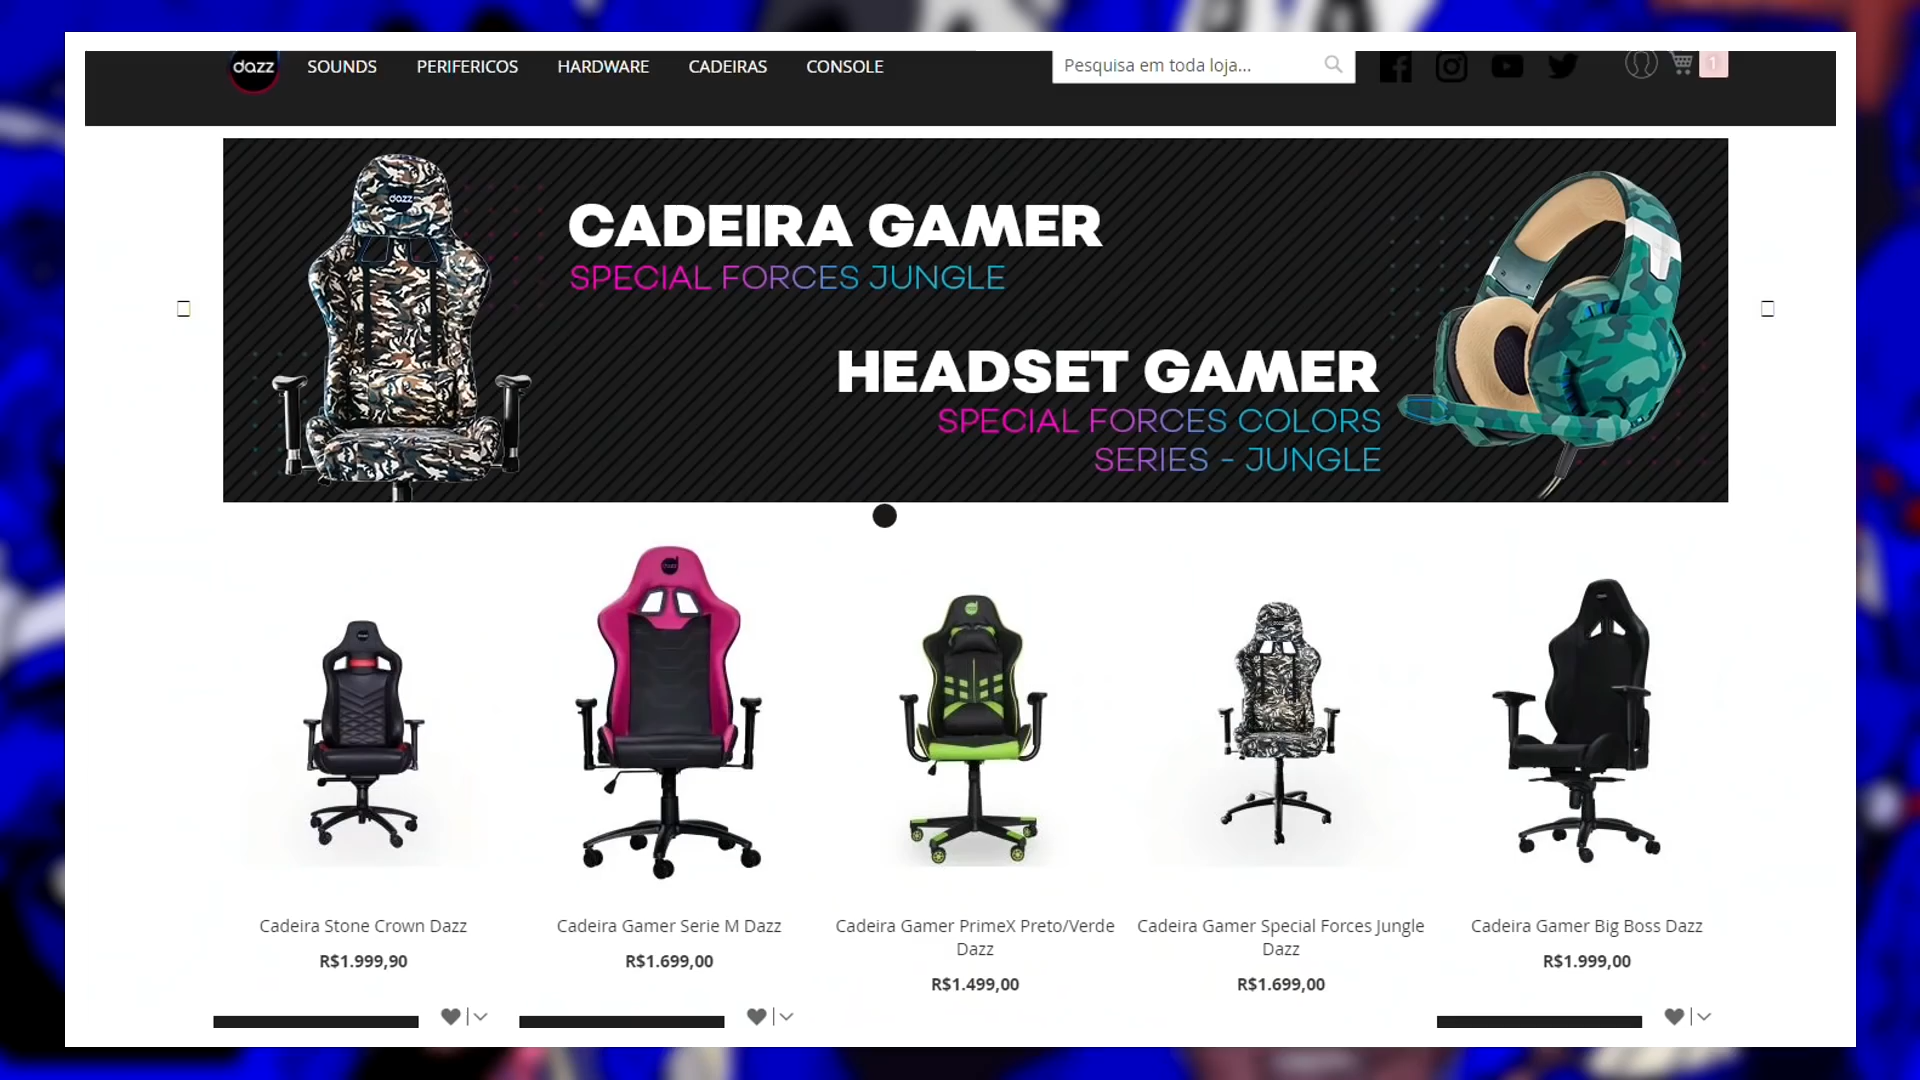 dazz
SOUNDS
PERIFERICOS
HARDWARE
CADEIRAS
CONSOLE
Pesquisa em toda loja...
1
dazz
CADEIRA GAMER
SPECIAL FORCES JUNGLE
HEADSET GAMER
SPECIAL FORCES COLORS
SERIES - JUNGLE
Cadeira Stone Crown Dazz
R$1.999,90
Cadeira Gamer Serie M Dazz
R$1.699,00
Cadeira Gamer PrimeX Preto/Verde
Dazz
R$1.499,00
Cadeira Gamer Special Forces Jungle
Dazz
R$1.699,00
Cadeira Gamer Big Boss Dazz
R$1.999,00